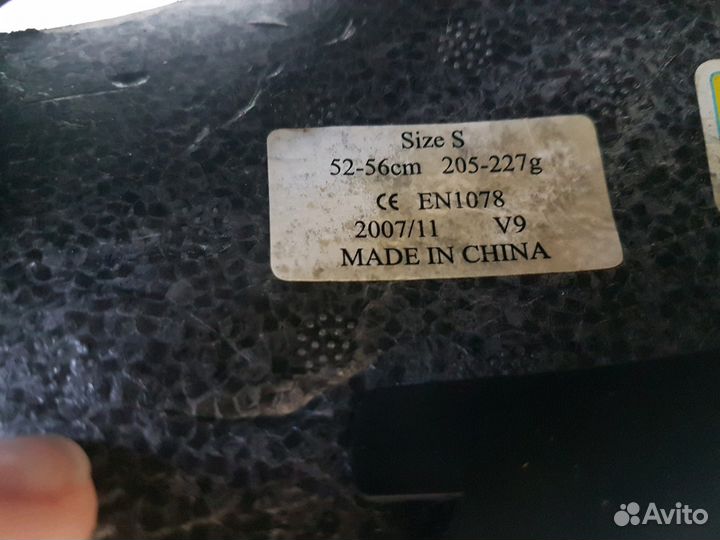 Size S
52-56cm 205-227g
CE EN1078
2007/11 V9
MADE IN CHINA
Avito